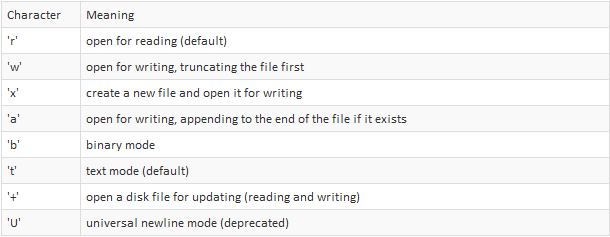 Character Meaning
'r' open for reading (default)
'w' open for writing, truncating the file first
'x' create a new file and open it for writing
'a' open for writing, appending to the end of the file if it exists
'b' binary mode
't' text mode (default)
'+' open a disk file for updating (reading and writing)
'U' universal newline mode (deprecated)